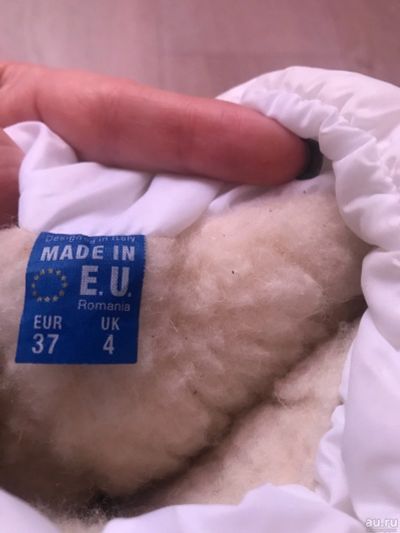 Designed in Italy
MADE IN
E.U.
Romania
EUR UK
37 4
au.ru